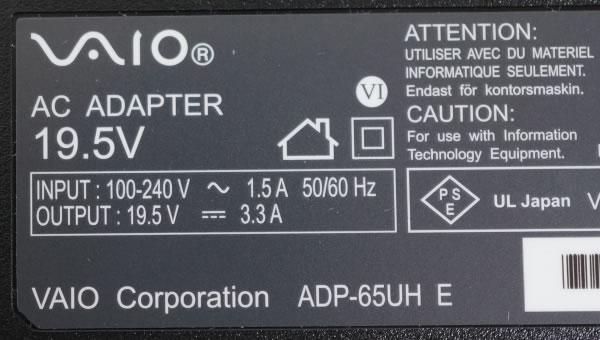 VAIO®
AC ADAPTER
19.5V
VI
INPUT : 100-240 V ～ 1.5 A 50/60 Hz
OUTPUT : 19.5 V ⎓ 3.3 A
VAIO Corporation ADP-65UH E
ATTENTION:
UTILISER AVEC DU MATERIEL
INFORMATIQUE SEULEMENT.
Endast för kontorsmaskin.
CAUTION:
For use with Information
Technology Equipment.
PS
E
UL Japan V